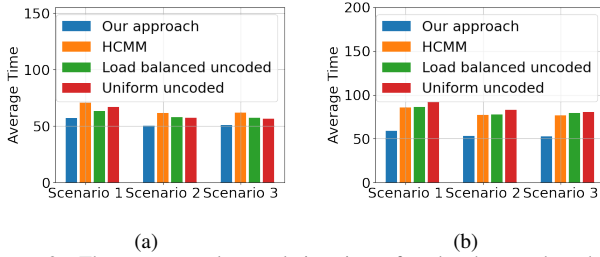 150
100
50
0
Average Time
Our approach
HCMM
Load balanced uncoded
Uniform uncoded
Scenario 1 Scenario 2 Scenario 3
(a)
200
150
100
50
0
Average Time
Our approach
HCMM
Load balanced uncoded
Uniform uncoded
Scenario 1 Scenario 2 Scenario 3
(b)